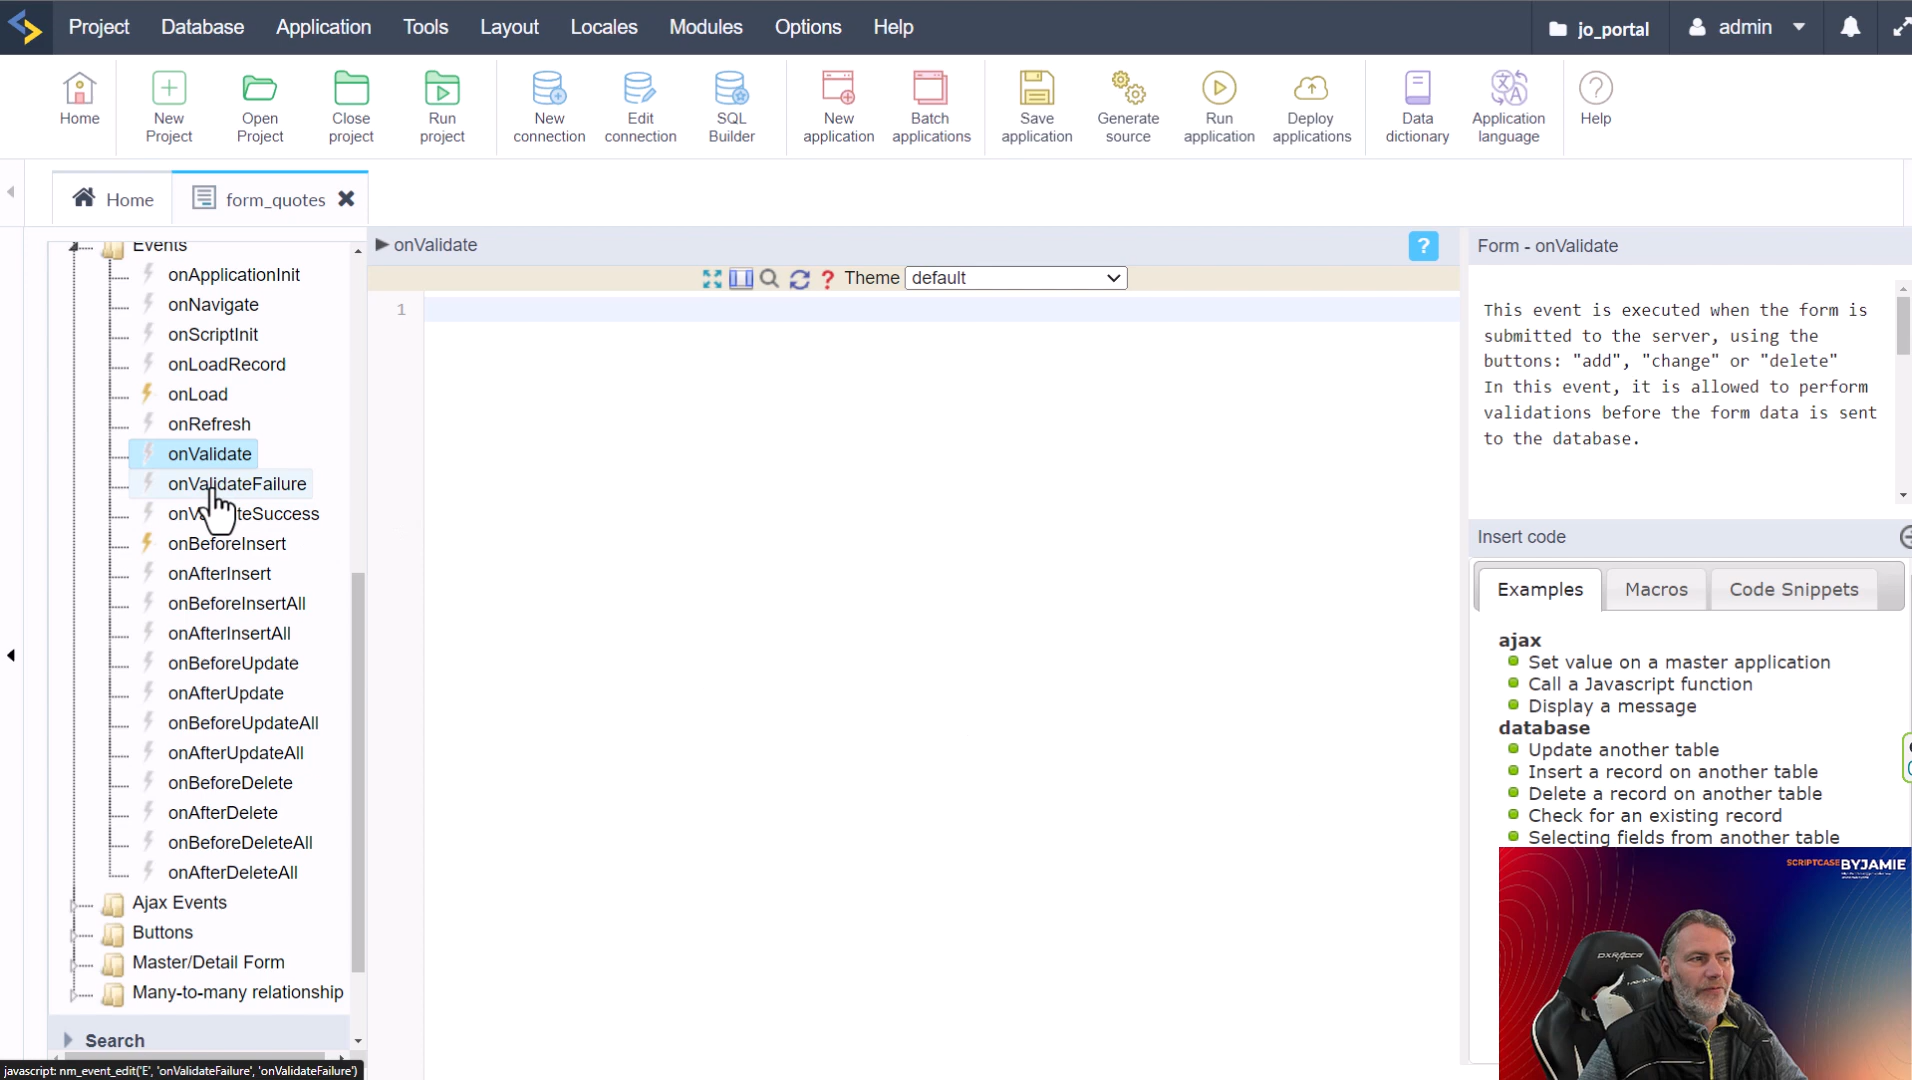 Project Database Application Tools Layout Locales Modules Options Help jo_portal admin
Home
New
Project
Open
Project
Close
project
Run
project
New
connection
Edit
connection
SQL
Builder
New
application
Batch
applications
Save
application
Generate
source
Run
application
Deploy
applications
Data
dictionary
Application
language
Help
Home form_quotes
Events
onApplicationInit
onNavigate
onScriptInit
onLoadRecord
onLoad
onRefresh
onValidate
onValidateFailure
onBeforeInsert
onAfterInsert
onBeforeInsertAll
onAfterInsertAll
onBeforeUpdate
onAfterUpdate
onBeforeUpdateAll
onAfterUpdateAll
onBeforeDelete
onAfterDelete
onBeforeDeleteAll
onAfterDeleteAll
Ajax Events
Buttons
Master/Detail Form
Many-to-many relationship
Search
javascript: nm_event_edit('E', 'onValidateFailure', 'onValidateFailure')
onValidate
?
? Theme default
1
Form - onValidate
This event is executed when the form is
submitted to the server, using the
buttons: "add", "change" or "delete"
In this event, it is allowed to perform
validations before the form data is sent
to the database.
Insert code
Examples Macros Code Snippets
ajax
Set value on a master application
Call a Javascript function
Display a message
database
Update another table
Insert a record on another table
Delete a record on another table
Check for an existing record
Selecting fields from another table
SCRIPTCASE BYJAMIE
DXRACER